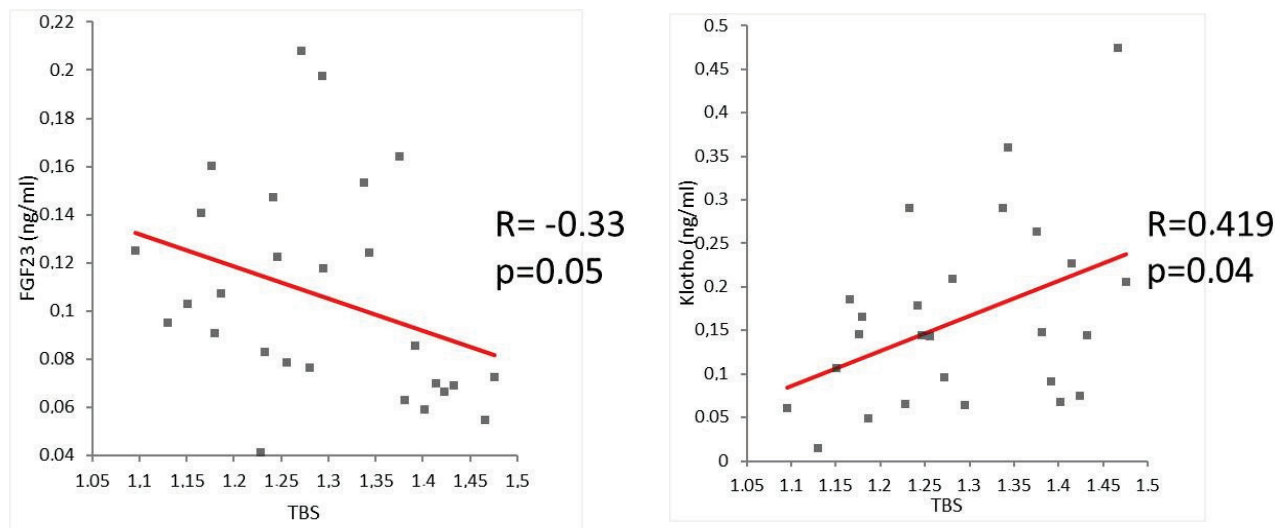 0,22
0,2
0,18
0,16
0,14
0,12
0,1
0,08
0,06
0,04
FGF23 (ng/ml)
1.05 1,1 1,15 1.2 1.25 1,3 1,35 1.4 1.45 1,5
TBS
R= -0.33
p=0.05
0.5
0.45
0.4
0.35
0.3
0.25
0.2
0.15
0.1
0.05
0
Klotho (ng/ml)
1.05 1.1 1.15 1.2 1.25 1.3 1.35 1.4 1.45 1.5
TBS
R=0.419
p=0.04